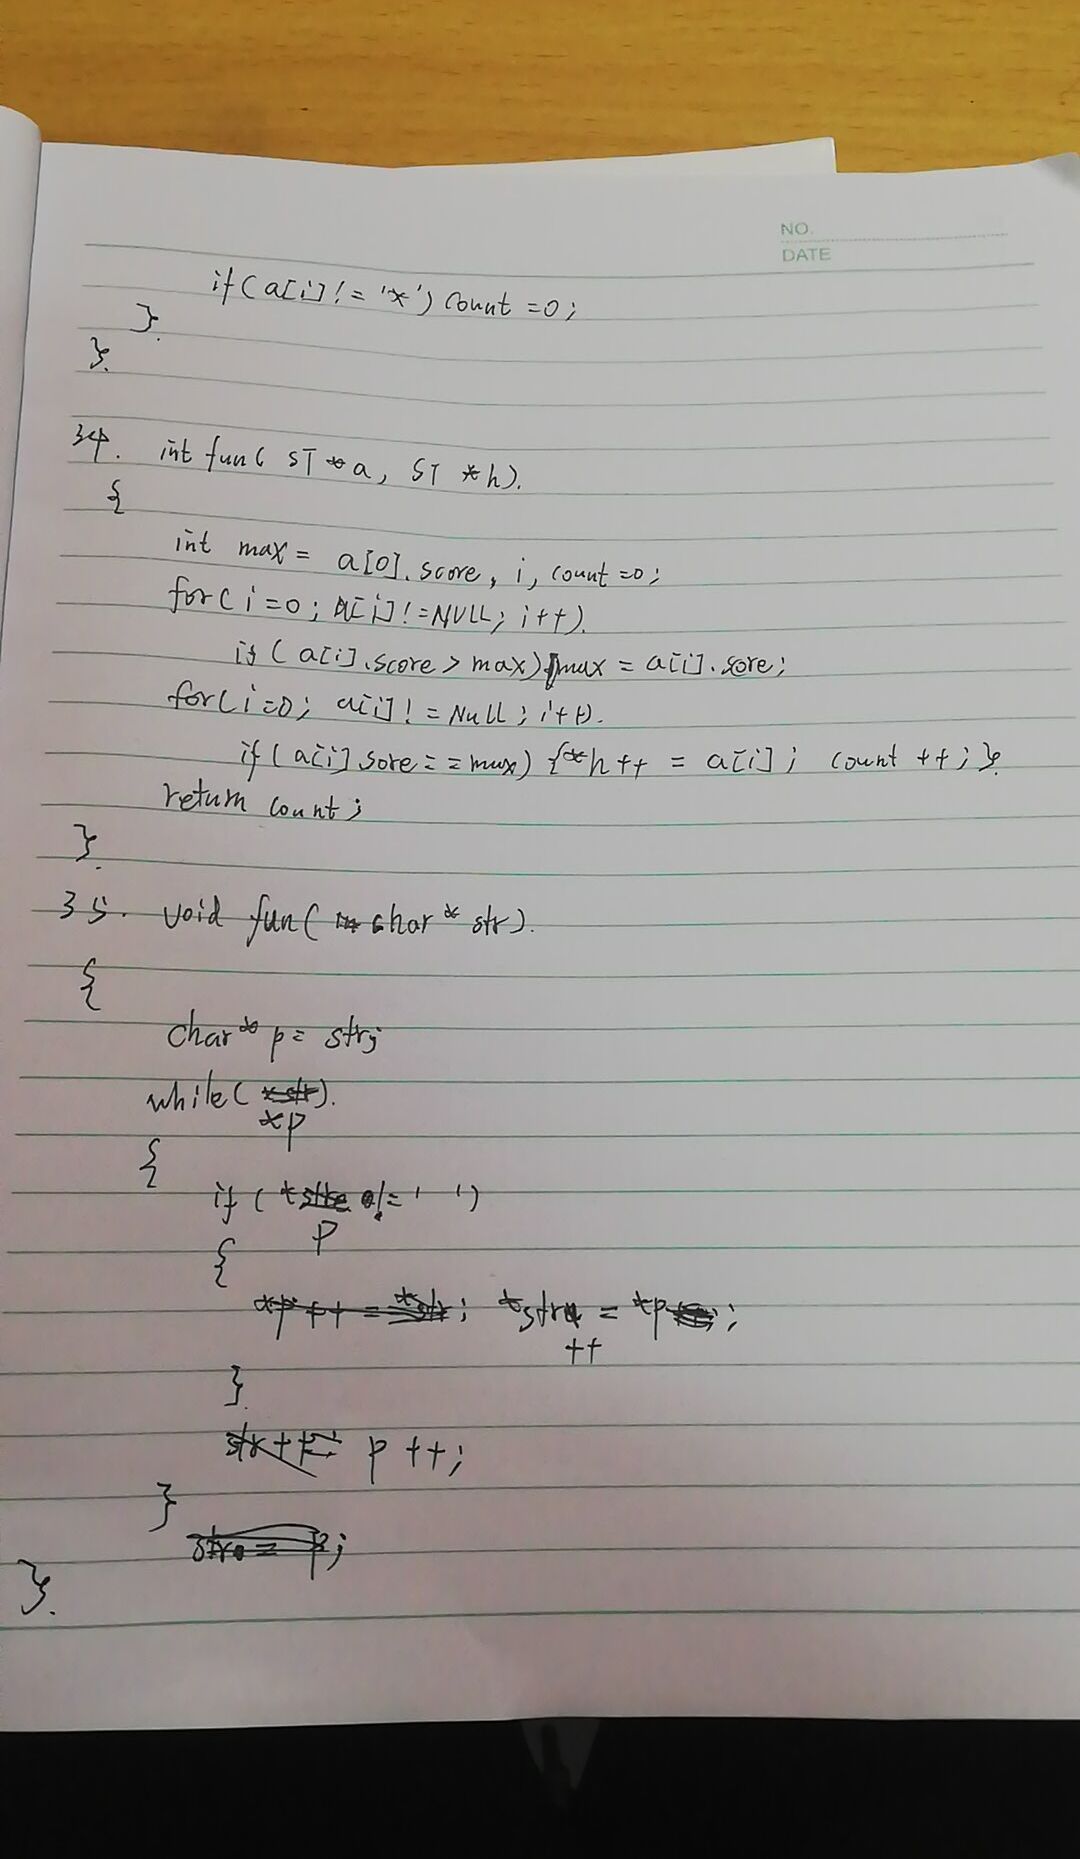 NO.
DATE
if(a[i]!='*') count=0;
}.
}.
34. int fun( ST *a, ST *h).
{
int max = a[0].score, i, count=0;
for(i=0; a[i]!=NULL; i++).
if(a[i].score>max) max = a[i].sore;
for(i=0; a[i]!=Null; i++).
if(a[i].sore==max) {*h++ = a[i]; count++;}.
return count;
}.
35. void fun( char* str).
{
char* p= str;
while(*p).
{
if(*p!=' ')
{
*str++ = *p;
}
p++;
}
}.